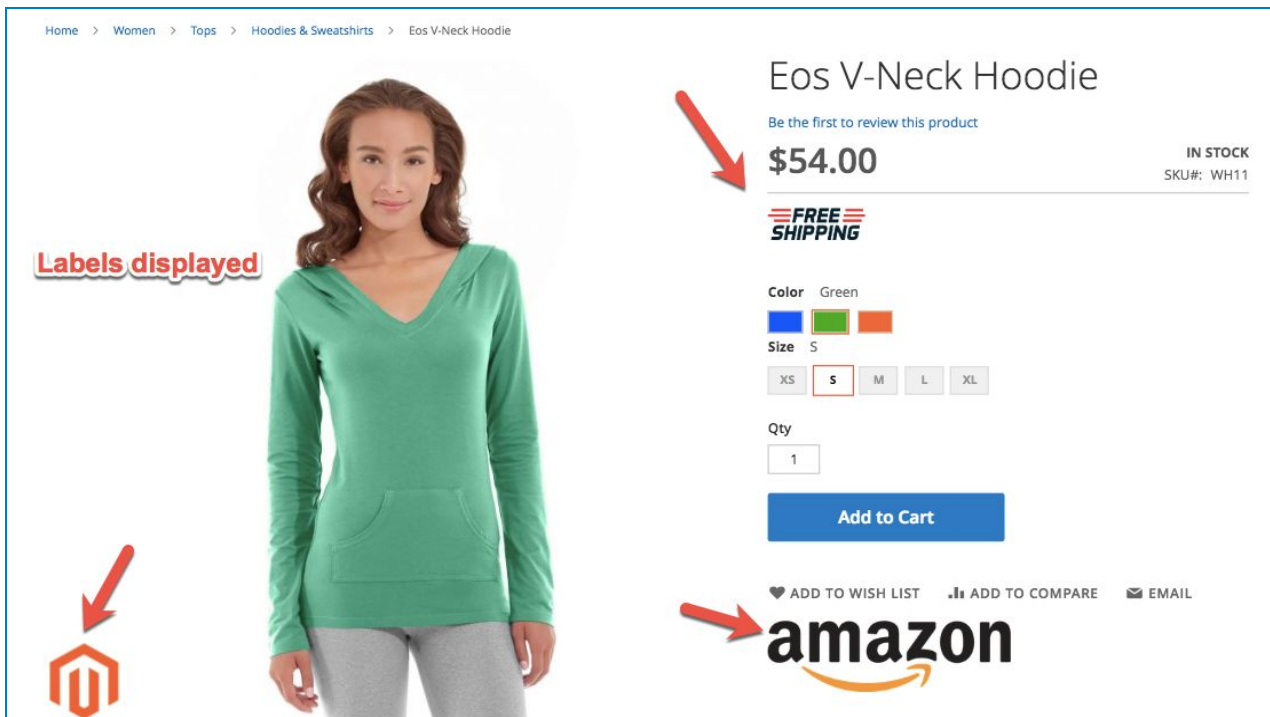 Home > Women > Tops > Hoodies & Sweatshirts > Eos V-Neck Hoodie
Eos V-Neck Hoodie
Be the first to review this product
$54.00
IN STOCK
SKU#: WH11
FREE
SHIPPING
Labels displayed
Color Green
Size S
XS S M L XL
Qty
1
Add to Cart
ADD TO WISH LIST ADD TO COMPARE EMAIL
amazon